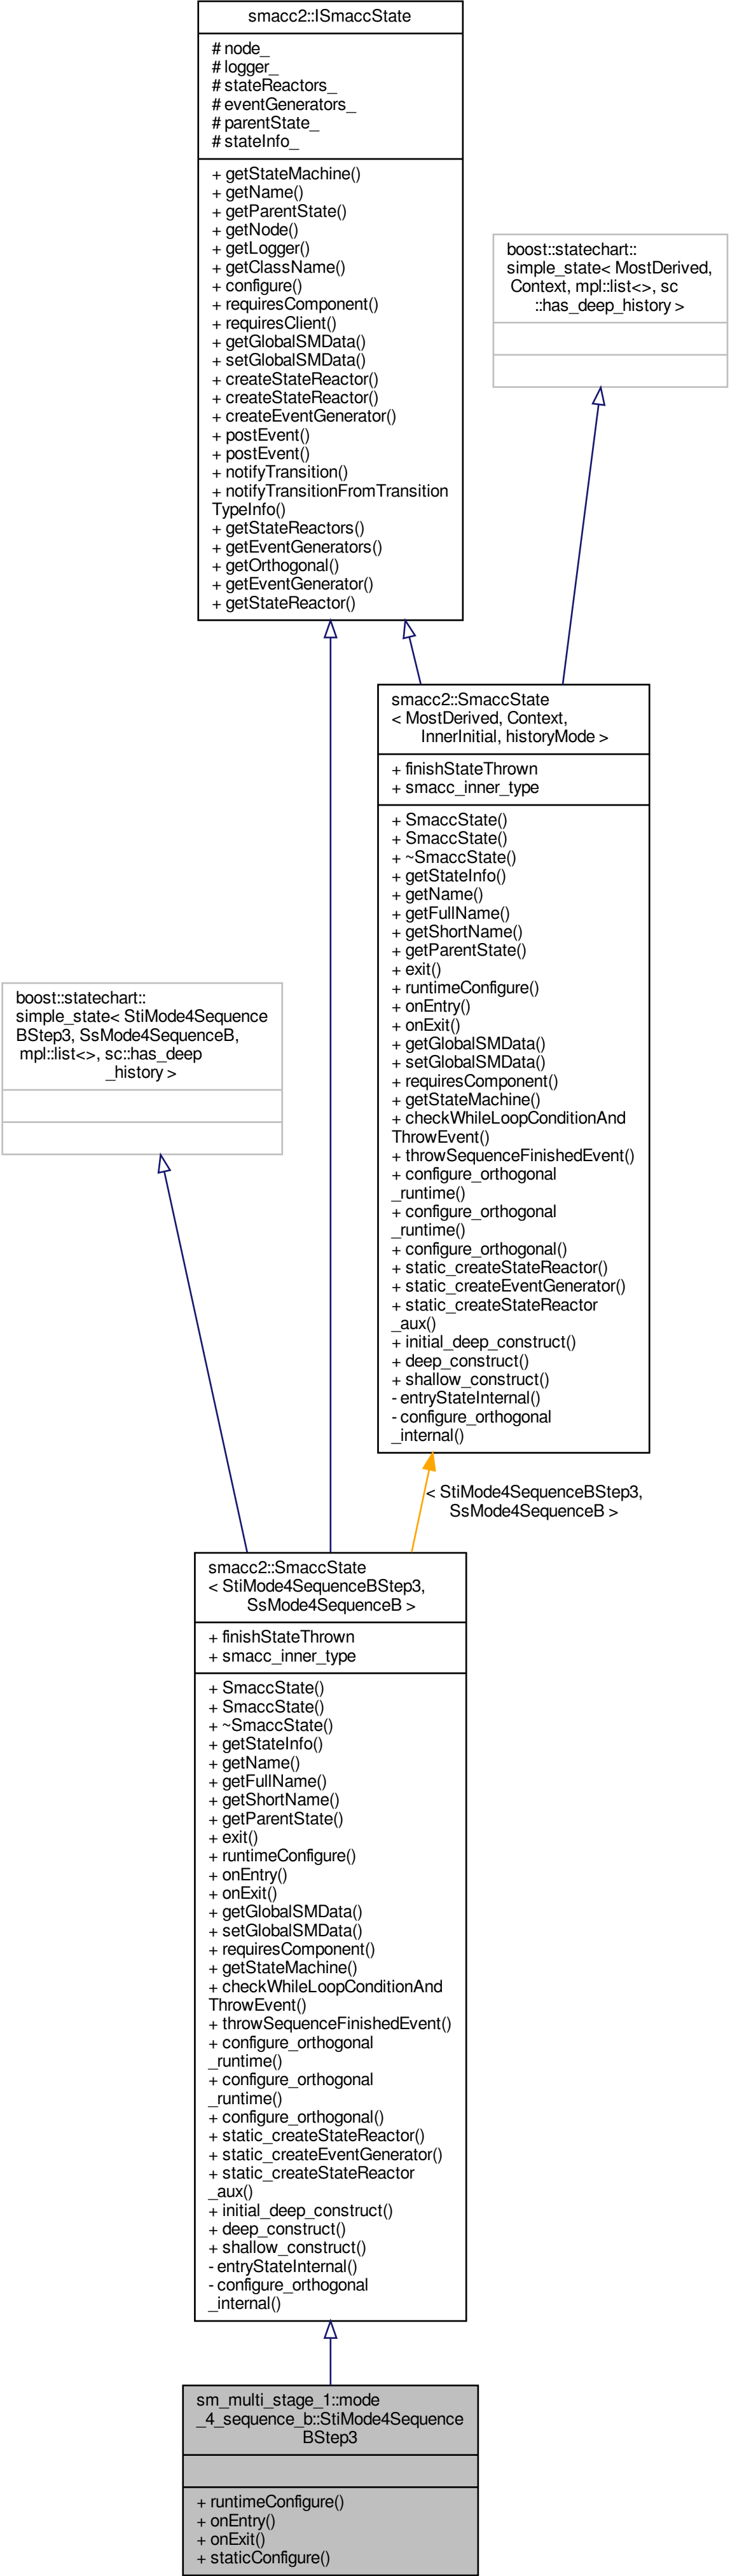 smacc2::ISmaccState
# node_
# logger_
# stateReactors_
# eventGenerators_
# parentState_
# stateInfo_
+ getStateMachine()
+ getName()
+ getParentState()
+ getNode()
+ getLogger()
+ getClassName()
+ configure()
+ requiresComponent()
+ requiresClient()
+ getGlobalSMData()
+ setGlobalSMData()
+ createStateReactor()
+ createStateReactor()
+ createEventGenerator()
+ postEvent()
+ postEvent()
+ notifyTransition()
+ notifyTransitionFromTransition
TypeInfo()
+ getStateReactors()
+ getEventGenerators()
+ getOrthogonal()
+ getEventGenerator()
+ getStateReactor()
boost::statechart::
simple_state< MostDerived,
Context, mpl::list<>, sc
::has_deep_history >
smacc2::SmaccState
< MostDerived, Context,
InnerInitial, historyMode >
+ finishStateThrown
+ smacc_inner_type
+ SmaccState()
+ SmaccState()
+ ~SmaccState()
+ getStateInfo()
+ getName()
+ getFullName()
+ getShortName()
+ getParentState()
+ exit()
+ runtimeConfigure()
+ onEntry()
+ onExit()
+ getGlobalSMData()
+ setGlobalSMData()
+ requiresComponent()
+ getStateMachine()
+ checkWhileLoopConditionAnd
ThrowEvent()
+ throwSequenceFinishedEvent()
+ configure_orthogonal
_runtime()
+ configure_orthogonal
_runtime()
+ configure_orthogonal()
+ static_createStateReactor()
+ static_createEventGenerator()
+ static_createStateReactor
_aux()
+ initial_deep_construct()
+ deep_construct()
+ shallow_construct()
- entryStateInternal()
- configure_orthogonal
_internal()
boost::statechart::
simple_state< StiMode4Sequence
BStep3, SsMode4SequenceB,
mpl::list<>, sc::has_deep
_history >
< StiMode4SequenceBStep3,
SsMode4SequenceB >
smacc2::SmaccState
< StiMode4SequenceBStep3,
SsMode4SequenceB >
+ finishStateThrown
+ smacc_inner_type
+ SmaccState()
+ SmaccState()
+ ~SmaccState()
+ getStateInfo()
+ getName()
+ getFullName()
+ getShortName()
+ getParentState()
+ exit()
+ runtimeConfigure()
+ onEntry()
+ onExit()
+ getGlobalSMData()
+ setGlobalSMData()
+ requiresComponent()
+ getStateMachine()
+ checkWhileLoopConditionAnd
ThrowEvent()
+ throwSequenceFinishedEvent()
+ configure_orthogonal
_runtime()
+ configure_orthogonal
_runtime()
+ configure_orthogonal()
+ static_createStateReactor()
+ static_createEventGenerator()
+ static_createStateReactor
_aux()
+ initial_deep_construct()
+ deep_construct()
+ shallow_construct()
- entryStateInternal()
- configure_orthogonal
_internal()
sm_multi_stage_1::mode
_4_sequence_b::StiMode4Sequence
BStep3
+ runtimeConfigure()
+ onEntry()
+ onExit()
+ staticConfigure()